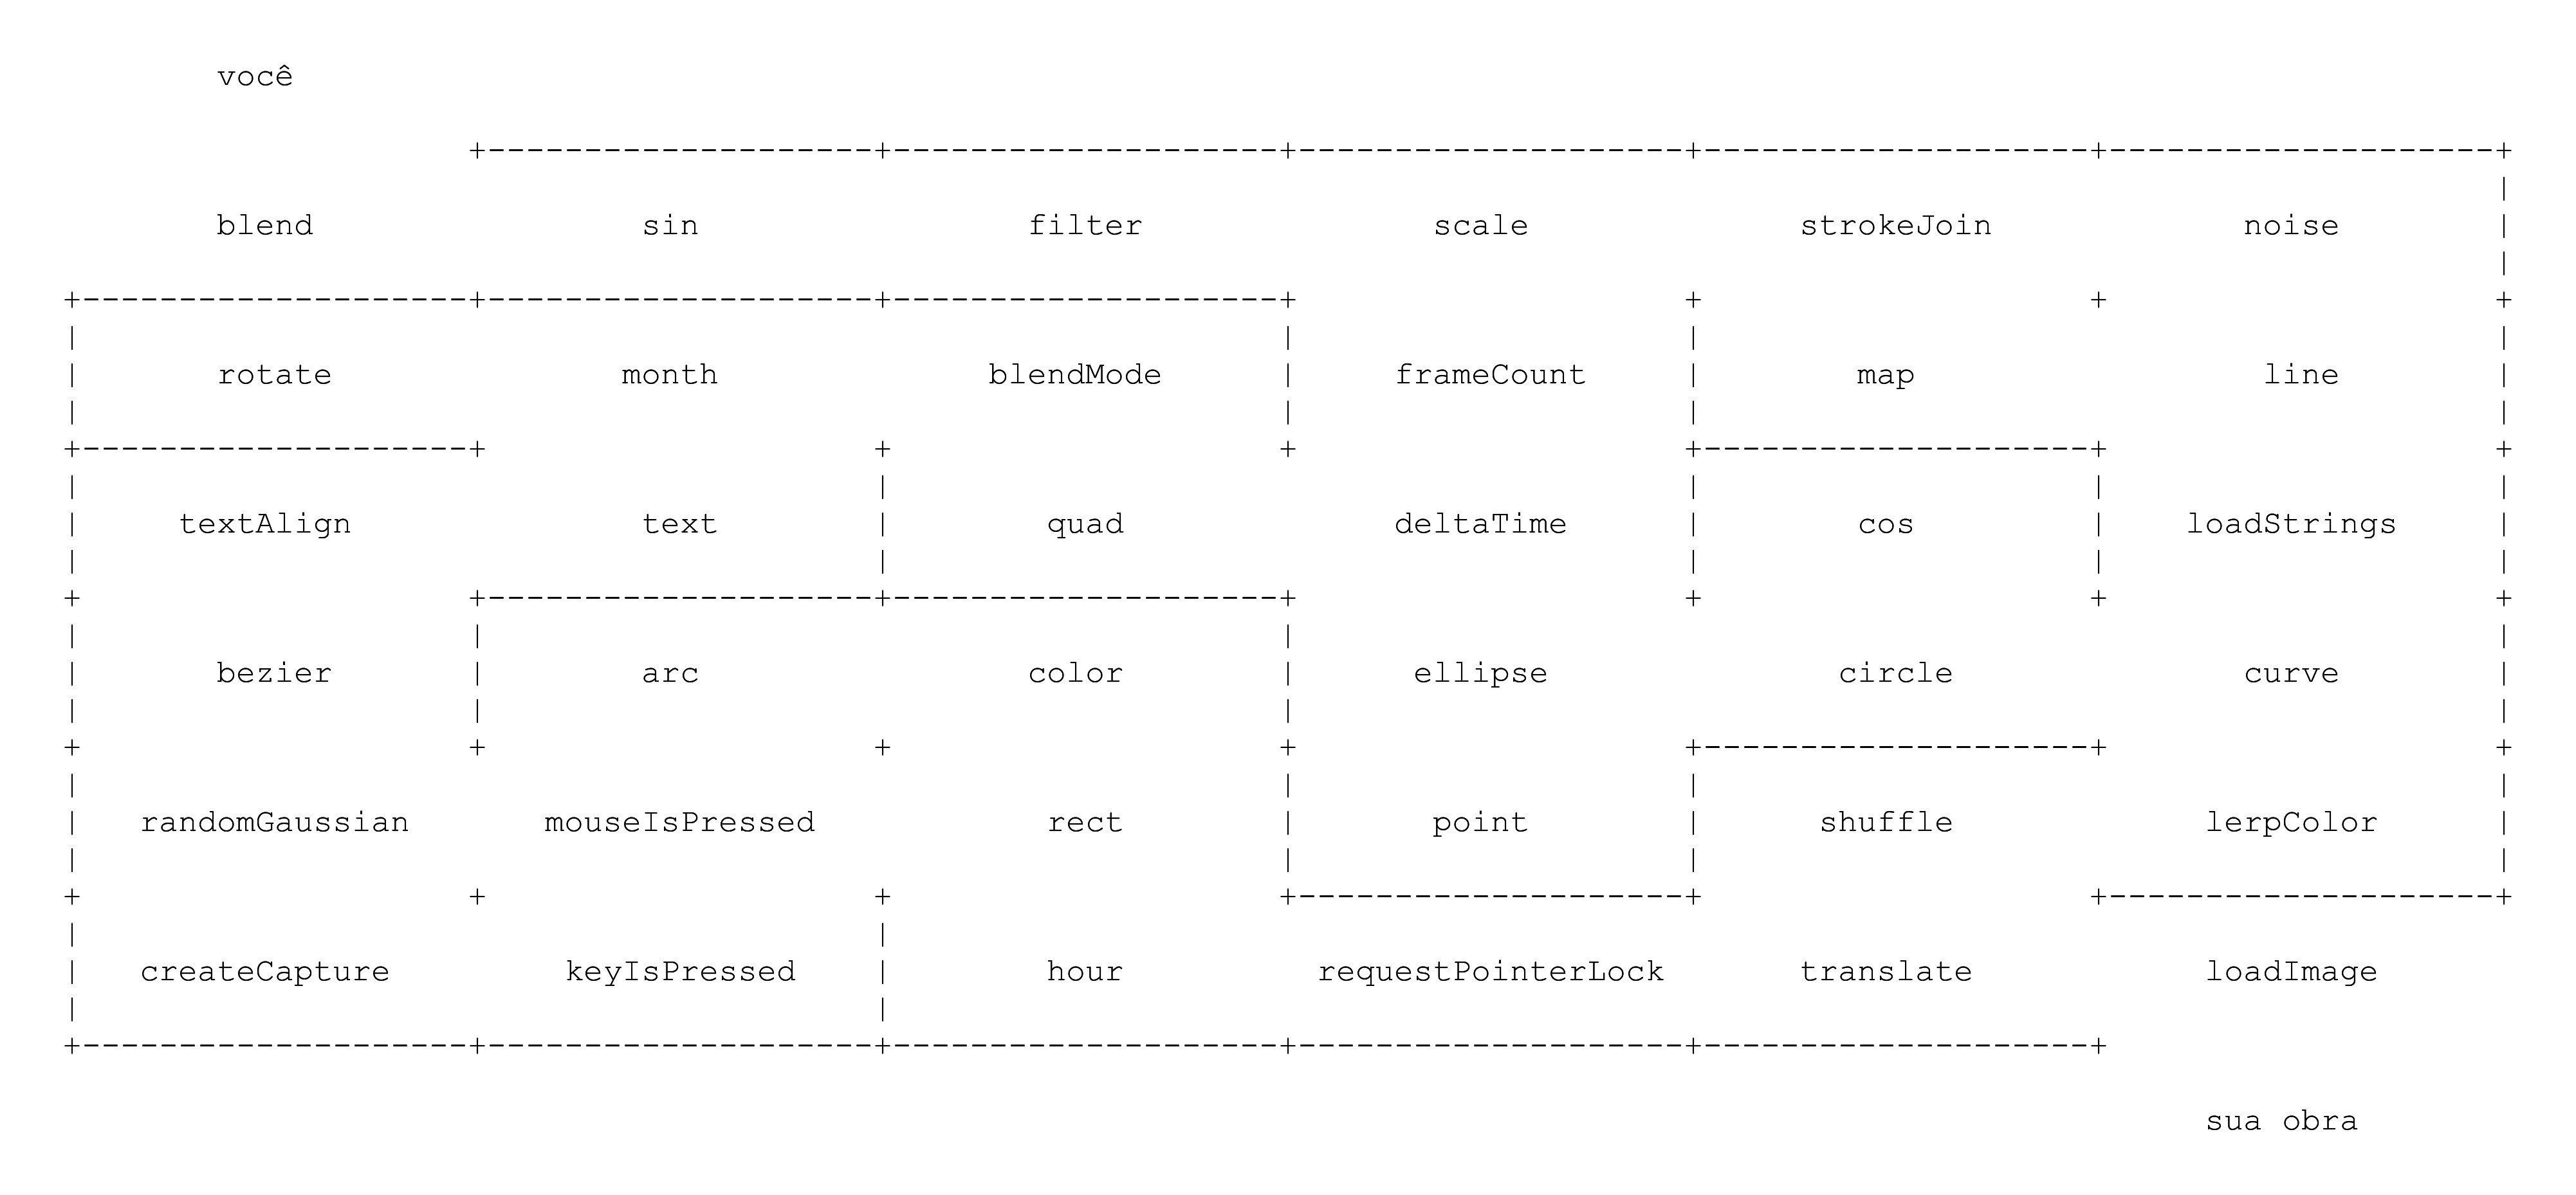 você
blend sin filter scale strokeJoin noise
rotate month blendMode frameCount map line
textAlign text quad deltaTime cos loadStrings
bezier arc color ellipse circle curve
randomGaussian mouseIsPressed rect point shuffle lerpColor
createCapture keyIsPressed hour requestPointerLock translate loadImage
sua obra